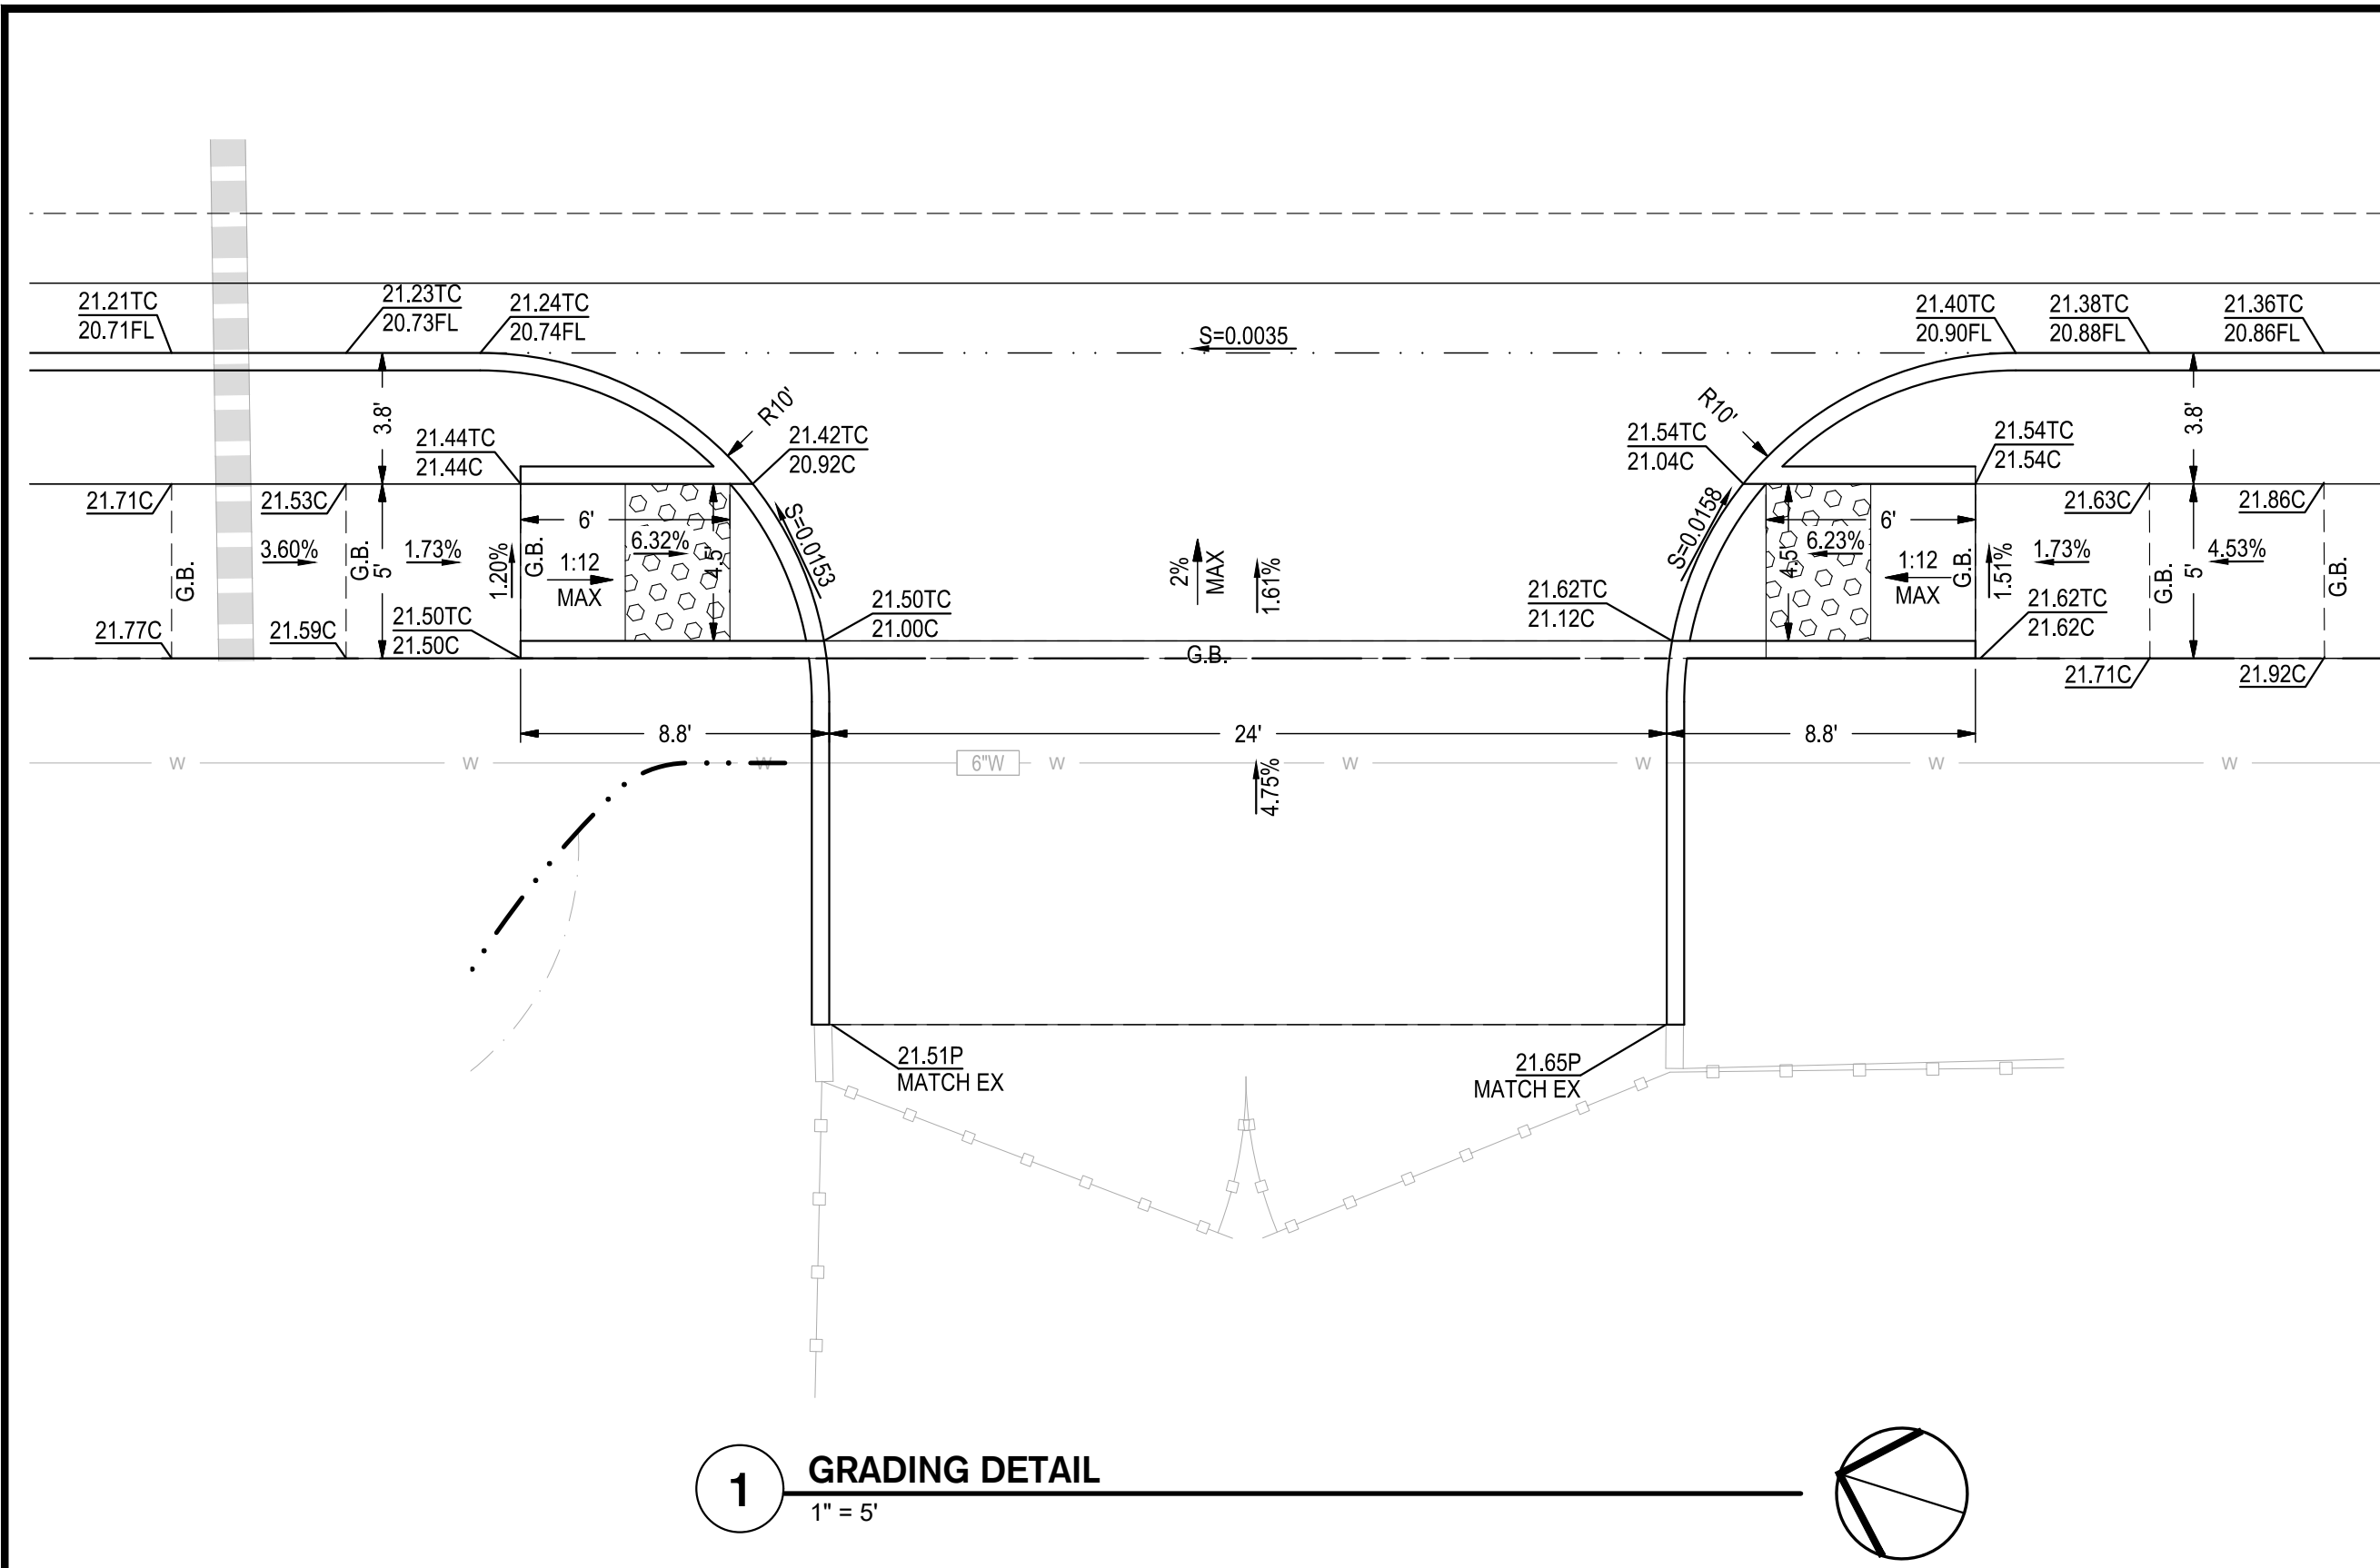 21.21TC
20.71FL
21.23TC
20.73FL
21.24TC
20.74FL
S=0.0035
21.40TC
20.90FL
21.38TC
20.88FL
21.36TC
20.86FL
3.8'
R10'
R10'
3.8'
21.44TC
21.44C
21.42TC
20.92C
21.54TC
21.04C
21.54TC
21.54C
21.71C
21.53C
21.63C
21.86C
G.B.
3.60%
G.B.
5'
1.73%
1.20%
G.B.
6'
1:12
MAX
6.32%
4.5'
S=0.0153
2%
MAX
1.61%
S=0.0158
4.5'
6.23%
6'
1:12
MAX
G.B.
1.51%
1.73%
G.B.
5'
4.53%
G.B.
21.77C
21.59C
21.50TC
21.50C
21.50TC
21.00C
21.62TC
21.12C
21.62TC
21.62C
G.B.
21.71C
21.92C
8.8'
24'
8.8'
W
W
W
6"W
W
W
W
W
W
4.75%
21.51P
MATCH EX
21.65P
MATCH EX
1
GRADING DETAIL
1" = 5'